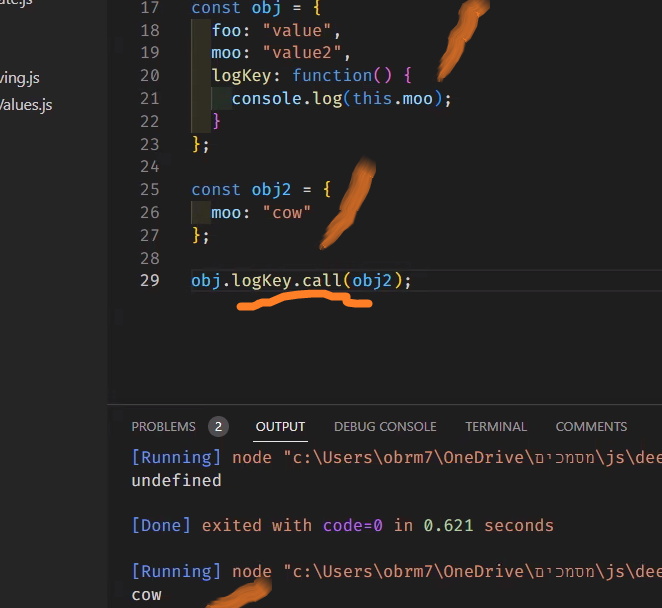 ving.js
alues.js
17 const obj = {
18 foo: "value",
19 moo: "value2",
20 logKey: function() {
21 console.log(this.moo);
22 }
23 };
24
25 const obj2 = {
26 moo: "cow"
27 };
28
29 obj.logKey.call(obj2);
PROBLEMS 2 OUTPUT DEBUG CONSOLE TERMINAL COMMENTS
[Running] node "c:\Users\obrm7\OneDrive\מסמכים\js\dee
undefined
[Done] exited with code=0 in 0.621 seconds
[Running] node "c:\Users\obrm7\OneDrive\מסמכים\js\dee
cow